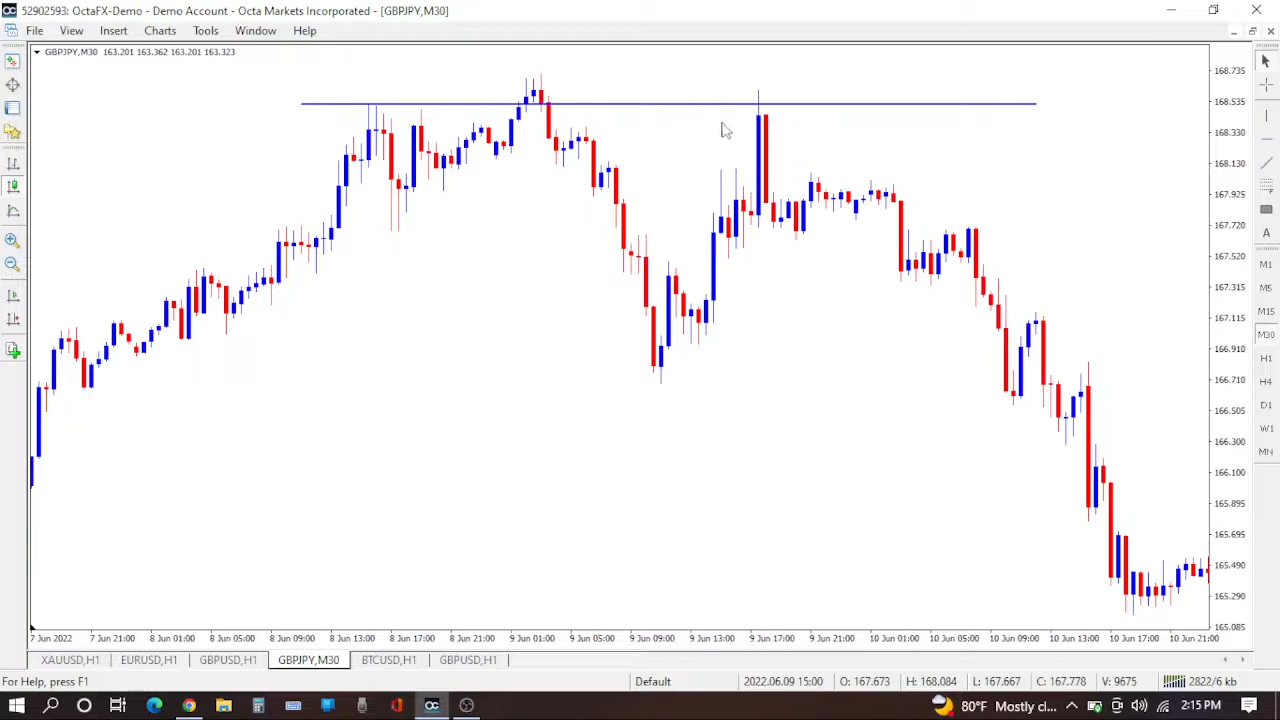 52902593: OctaFX-Demo - Demo Account - Octa Markets Incorporated - [GBPJPY,M30]
File View Insert Charts Tools Window Help
GBPJPY,M30 163.201 163.362 163.201 163.323
168.735
168.535
168.330
168.130
167.925
167.720
167.520
167.315
167.115
166.910
166.710
166.505
166.300
166.100
165.895
165.695
165.490
165.290
165.085
F
A
M1
M5
M15
M30
H1
H4
D1
W1
MN
7 Jun 2022 7 Jun 21:00 8 Jun 01:00 8 Jun 05:00 8 Jun 09:00 8 Jun 13:00 8 Jun 17:00 8 Jun 21:00 9 Jun 01:00 9 Jun 05:00 9 Jun 09:00 9 Jun 13:00 9 Jun 17:00 9 Jun 21:00 10 Jun 01:00 10 Jun 05:00 10 Jun 09:00 10 Jun 13:00 10 Jun 17:00 10 Jun 21:00
XAUUSD,H1 EURUSD,H1 GBPUSD,H1 GBPJPY,M30 BTCUSD,H1 GBPUSD,H1
For Help, press F1 Default 2022.06.09 15:00 O: 167.673 H: 168.084 L: 167.667 C: 167.778 V: 9675 2822/6 kb
80°F Mostly cl... 2:15 PM